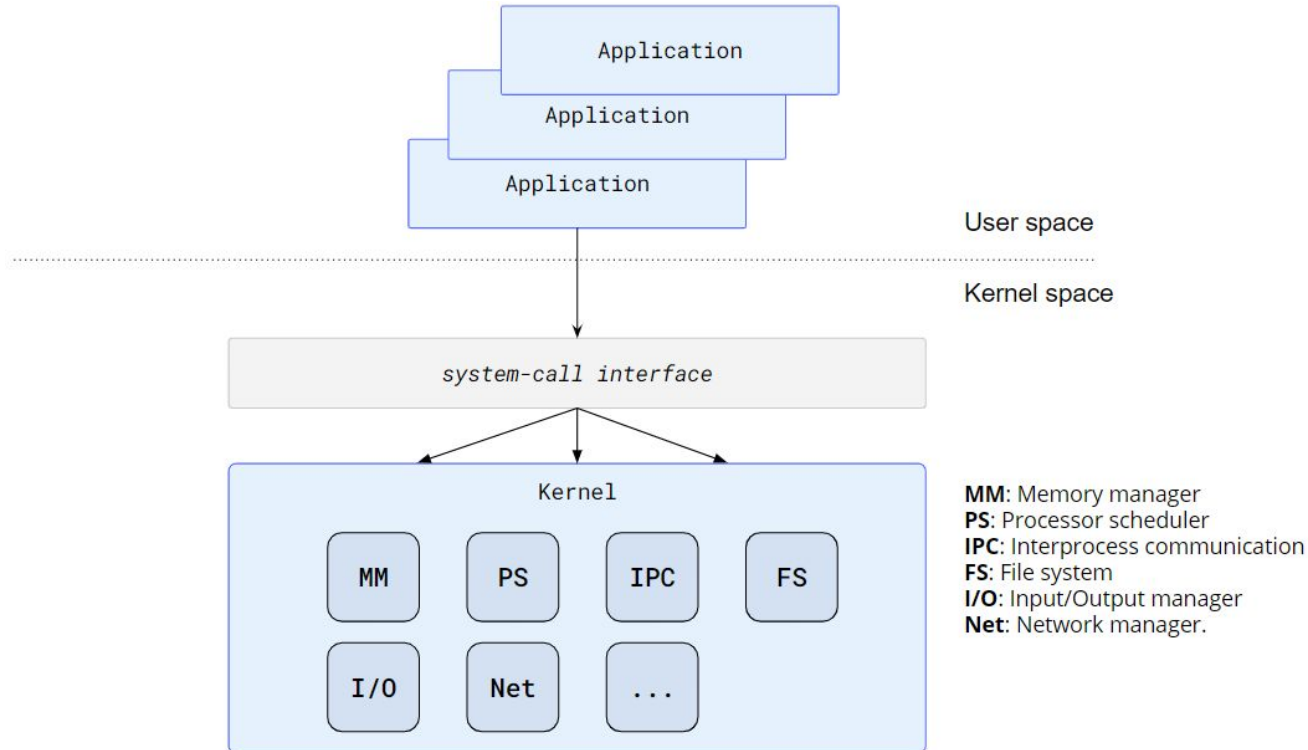 Application
Application
Application
User space
Kernel space
system-call interface
Kernel
MM PS IPC FS
I/O Net ...
MM: Memory manager
PS: Processor scheduler
IPC: Interprocess communication
FS: File system
I/O: Input/Output manager
Net: Network manager.